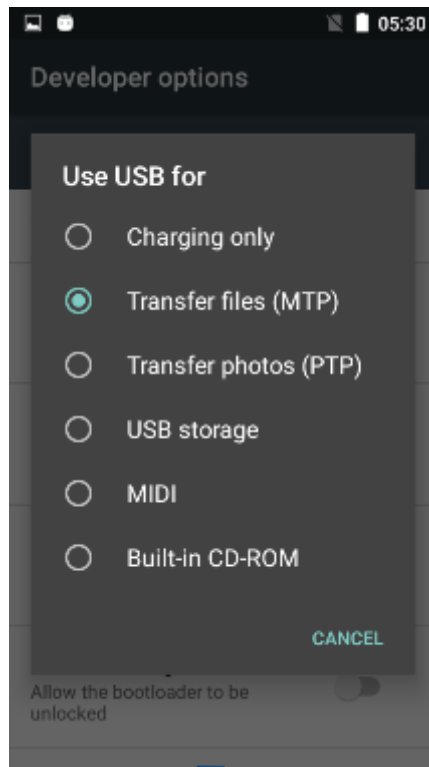 05:30
Developer options
Use USB for
Charging only
Transfer files (MTP)
Transfer photos (PTP)
USB storage
MIDI
Built-in CD-ROM
CANCEL
Allow the bootloader to be
unlocked